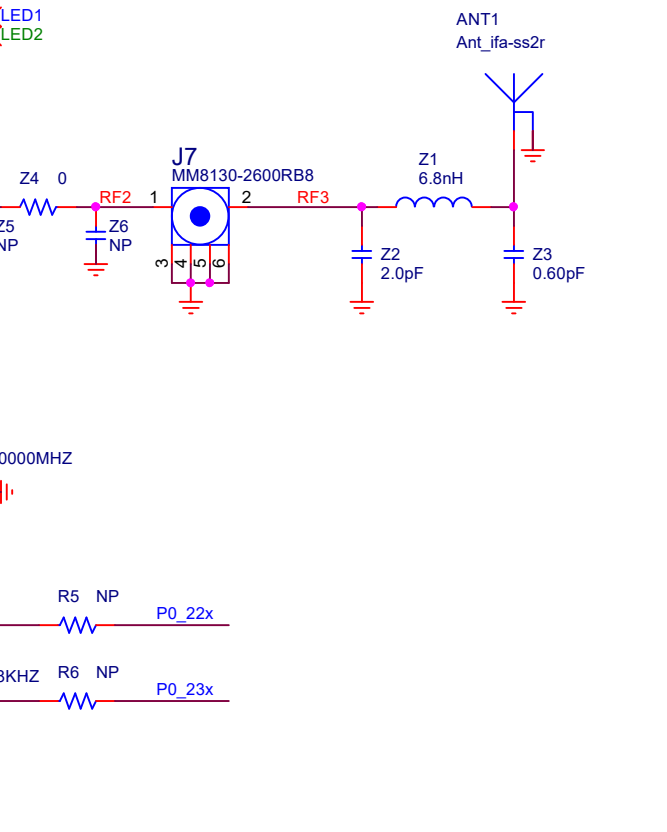 LED1
LED2
ANT1
Ant_ifa-ss2r
J7
MM8130-2600RB8
Z1
6.8nH
Z4 0
RF2 1
2 RF3
Z5
NP
Z6
NP
3 4 5 6
Z2
2.0pF
Z3
0.60pF
0000MHZ
R5 NP
P0_22x
8KHZ R6 NP
P0_23x